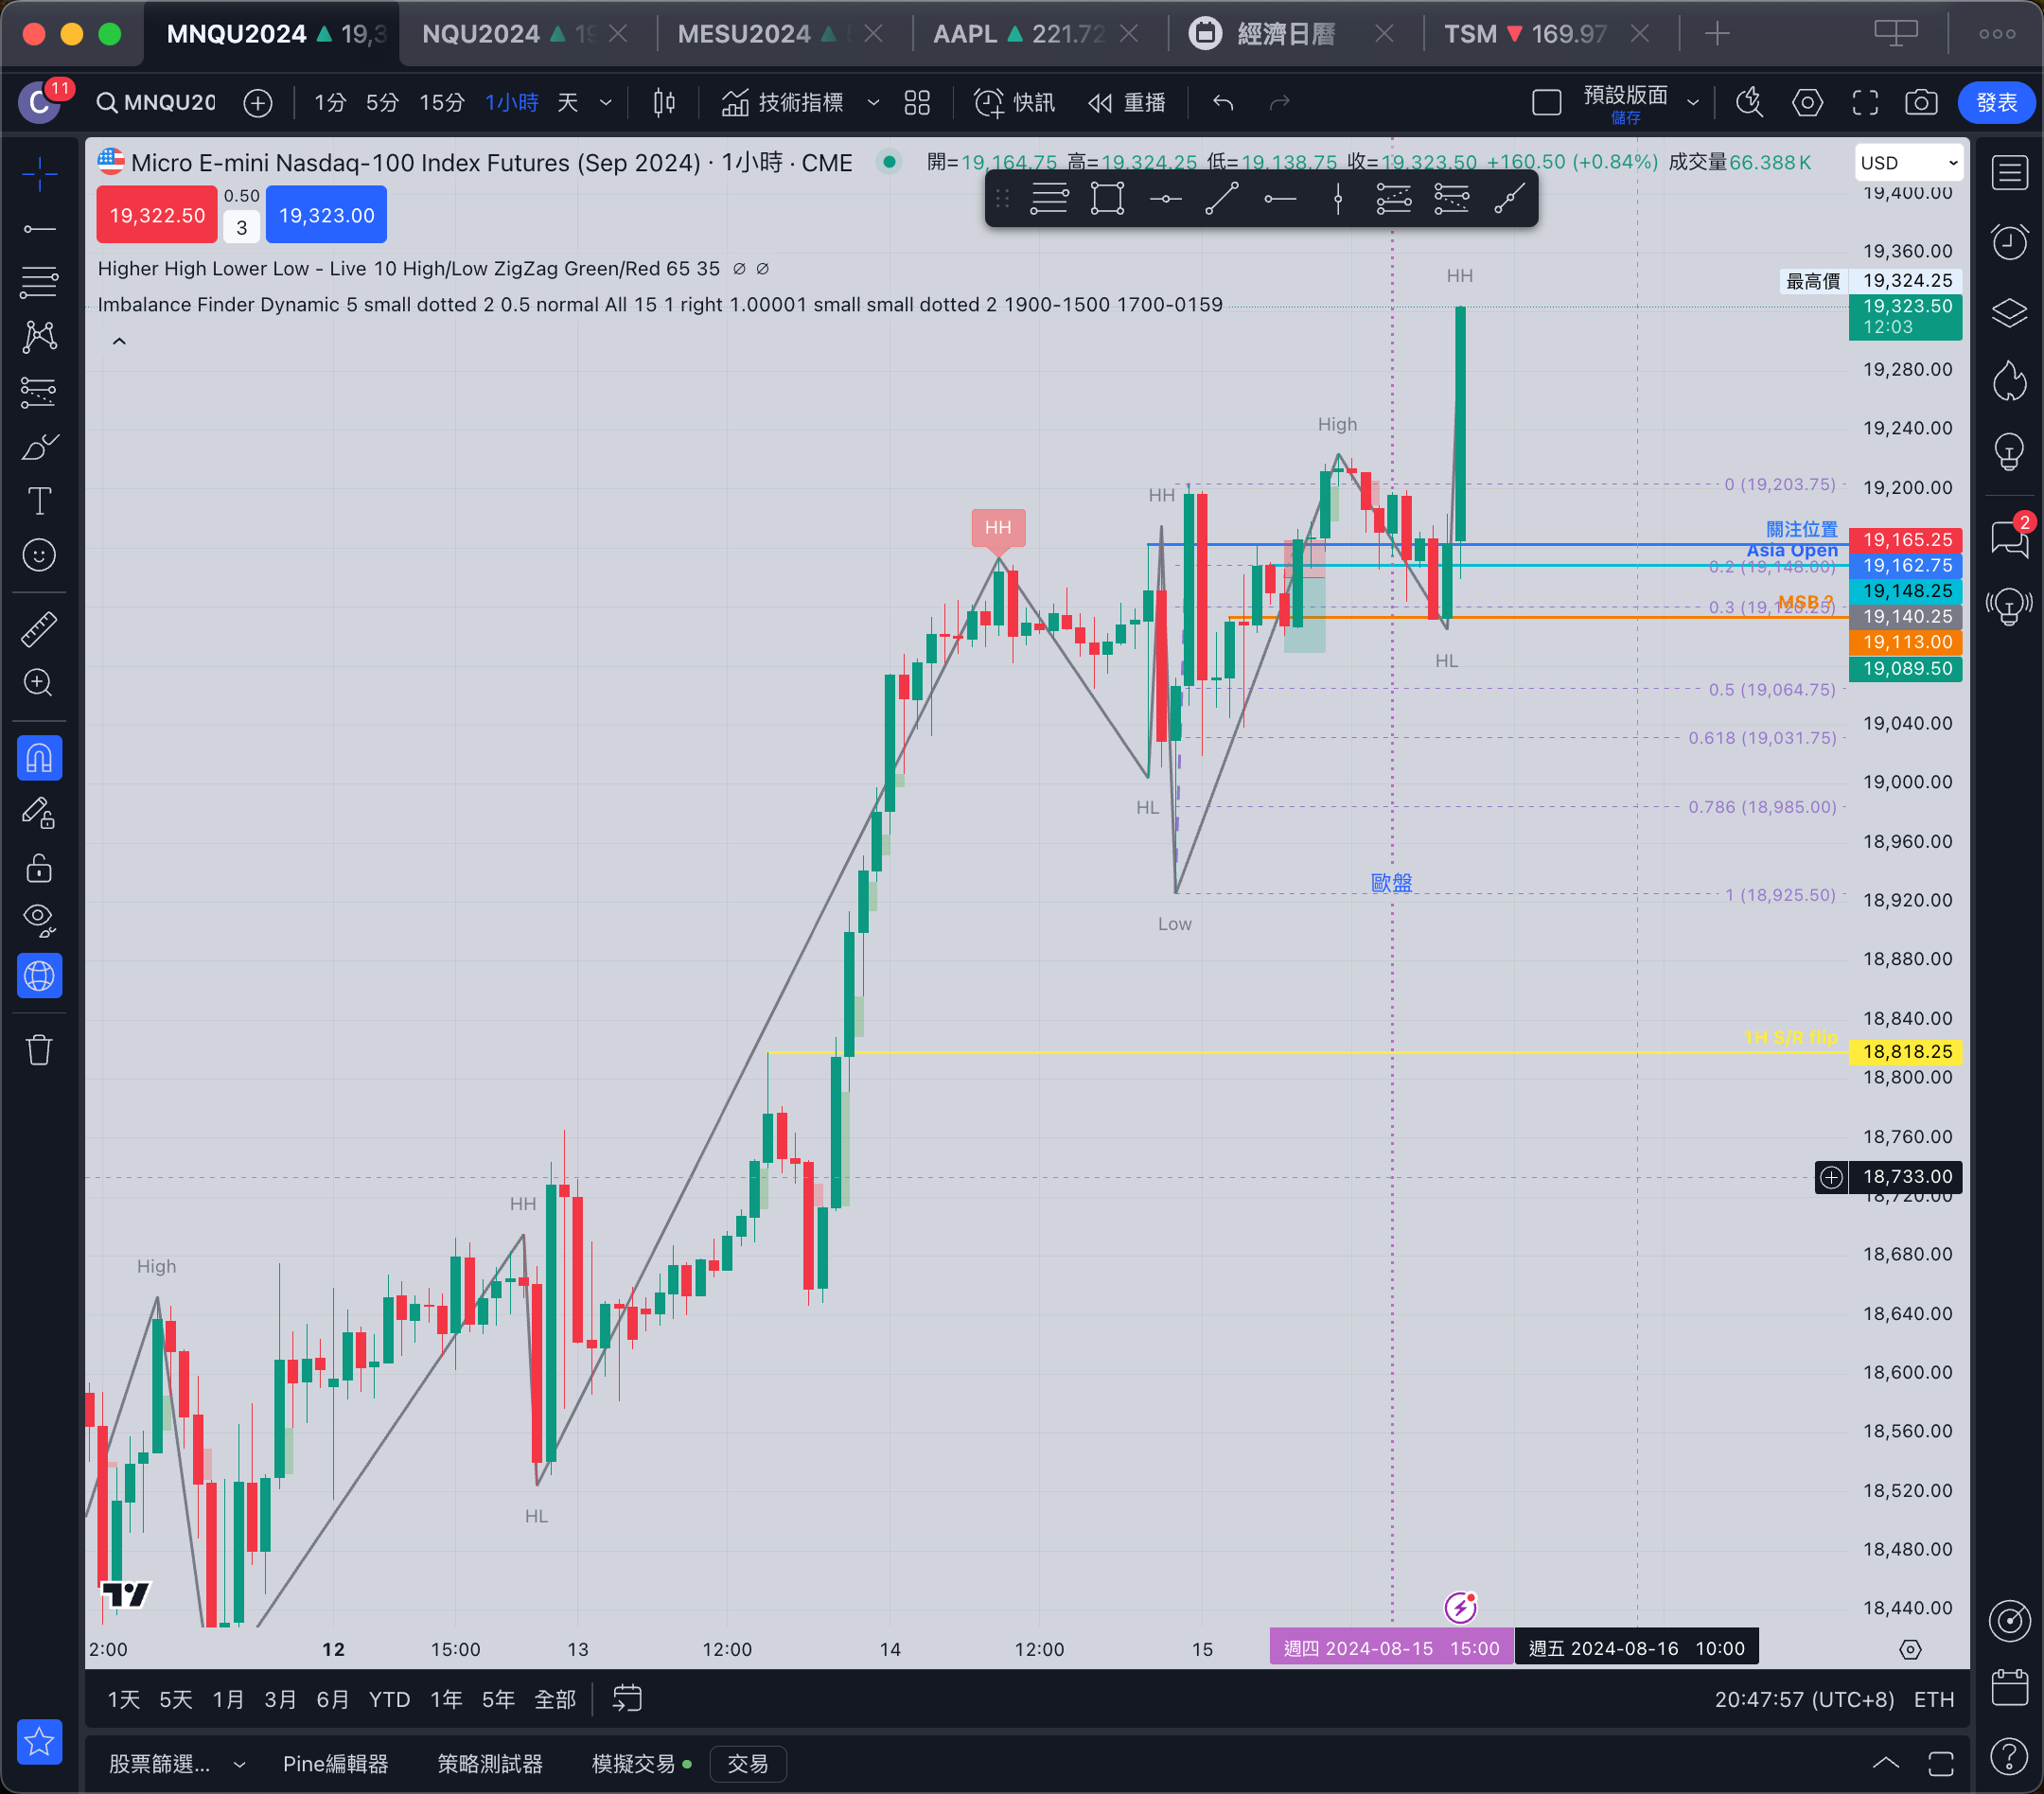 MNQU2024 ▲ 19,3
NQU2024 ▲ 19
MESU2024 ▲
AAPL ▲ 221.72
經濟日曆
TSM ▼ 169.97
C
11
MNQU20
1分 5分 15分 1小時 天
技術指標
快訊
重播
預設版面
儲存
發表
Micro E-mini Nasdaq-100 Index Futures (Sep 2024) · 1小時 · CME
開=19,164.75 高=19,324.25 低=19,138.75 收=19,323.50 +160.50 (+0.84%) 成交量66.388K
USD
19,322.50
0.50
3
19,323.00
Higher High Lower Low - Live 10 High/Low ZigZag Green/Red 65 35 ∅ ∅
Imbalance Finder Dynamic 5 small dotted 2 0.5 normal All 15 1 right 1.00001 small small dotted 2 1900-1500 1700-0159
19,400.00
19,360.00
最高價 19,324.25
19,323.50
12:03
19,280.00
19,240.00
19,200.00
19,165.25
19,162.75
19,148.25
19,140.25
19,113.00
19,089.50
19,040.00
19,000.00
18,960.00
18,920.00
18,880.00
18,840.00
18,818.25
18,800.00
18,760.00
18,733.00
18,720.00
18,680.00
18,640.00
18,600.00
18,560.00
18,520.00
18,480.00
18,440.00
HH
High
HH
HH
0 (19,203.75)
關注位置
Asia Open
0.2 (19,148.00)
MSB ?
0.3 (19,120.25)
HL
0.5 (19,064.75)
0.618 (19,031.75)
HL
0.786 (18,985.00)
歐盤
1 (18,925.50)
Low
1H S/R flip
HH
High
HL
2:00
12
15:00
13
12:00
14
12:00
15
週四 2024-08-15 15:00
週五 2024-08-16 10:00
1天 5天 1月 3月 6月 YTD 1年 5年 全部
20:47:57 (UTC+8) ETH
股票篩選...
Pine編輯器
策略測試器
模擬交易
交易
2